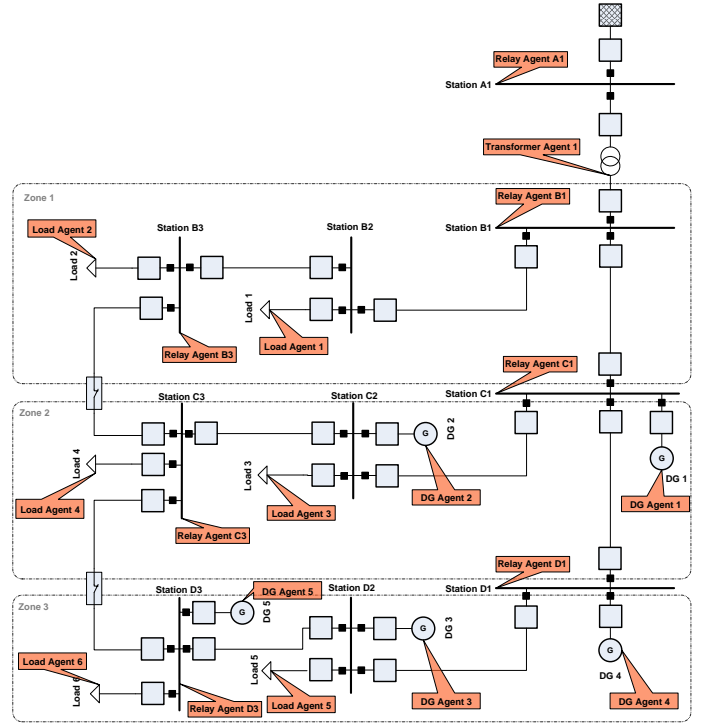 Relay Agent A1
Station A1
Transformer Agent 1
Zone 1
Relay Agent B1
Station B1
Load Agent 2
Station B3
Station B2
Load 2
Load 1
Load Agent 1
Relay Agent B3
Relay Agent C1
Station C1
Zone 2
Station C3
Station C2
G
DG 2
Load 4
Load 3
G
DG 1
DG Agent 2
DG Agent 1
Load Agent 4
Load Agent 3
Relay Agent C3
Relay Agent D1
Station D1
Zone 3
Station D3
DG Agent 5
Station D2
G
DG 5
G
DG 3
G
DG 4
Load Agent 6
Load 6
Load 5
Relay Agent D3
Load Agent 5
DG Agent 3
DG Agent 4